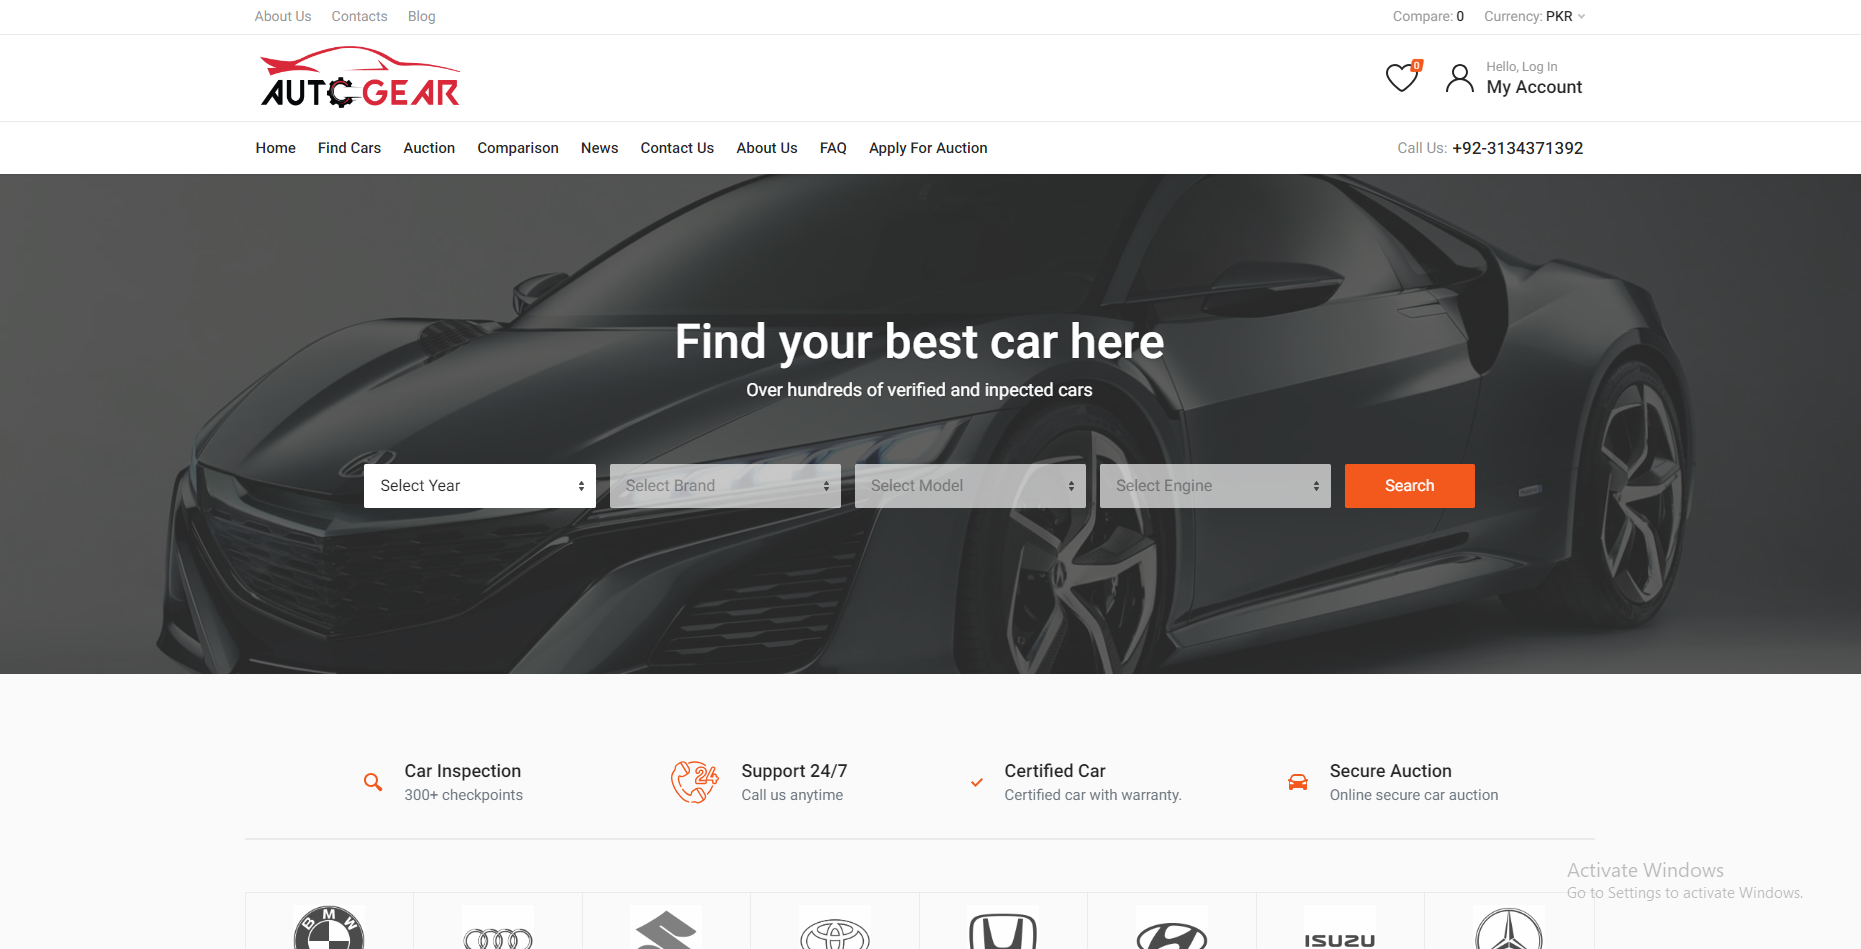 About Us Contacts Blog
Compare: 0 Currency: PKR
AUTOGEAR
0
Hello, Log In
My Account
Home Find Cars Auction Comparison News Contact Us About Us FAQ Apply For Auction
Call Us: +92-3134371392
Find your best car here
Over hundreds of verified and inpected cars
Select Year Select Brand Select Model Select Engine Search
Car Inspection
300+ checkpoints
24
Support 24/7
Call us anytime
Certified Car
Certified car with warranty.
Secure Auction
Online secure car auction
Activate Windows
Go to Settings to activate Windows.
BMW
ISUZU